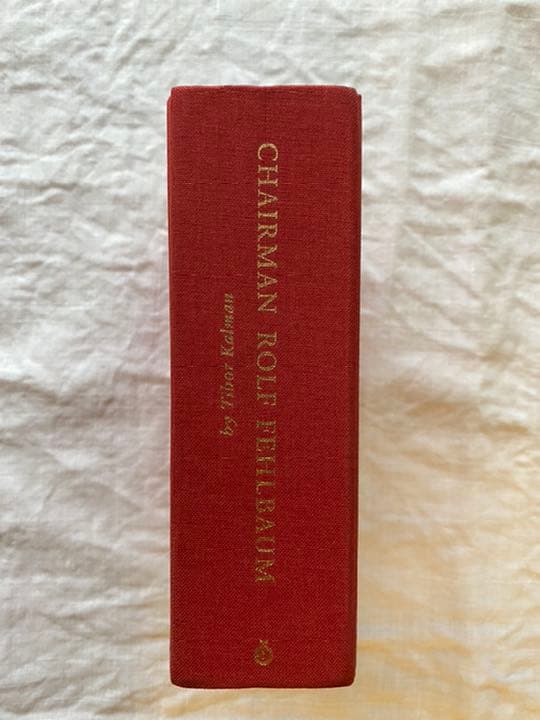 CHAIRMAN ROLF FEHLBAUM
by Tibor Kalman